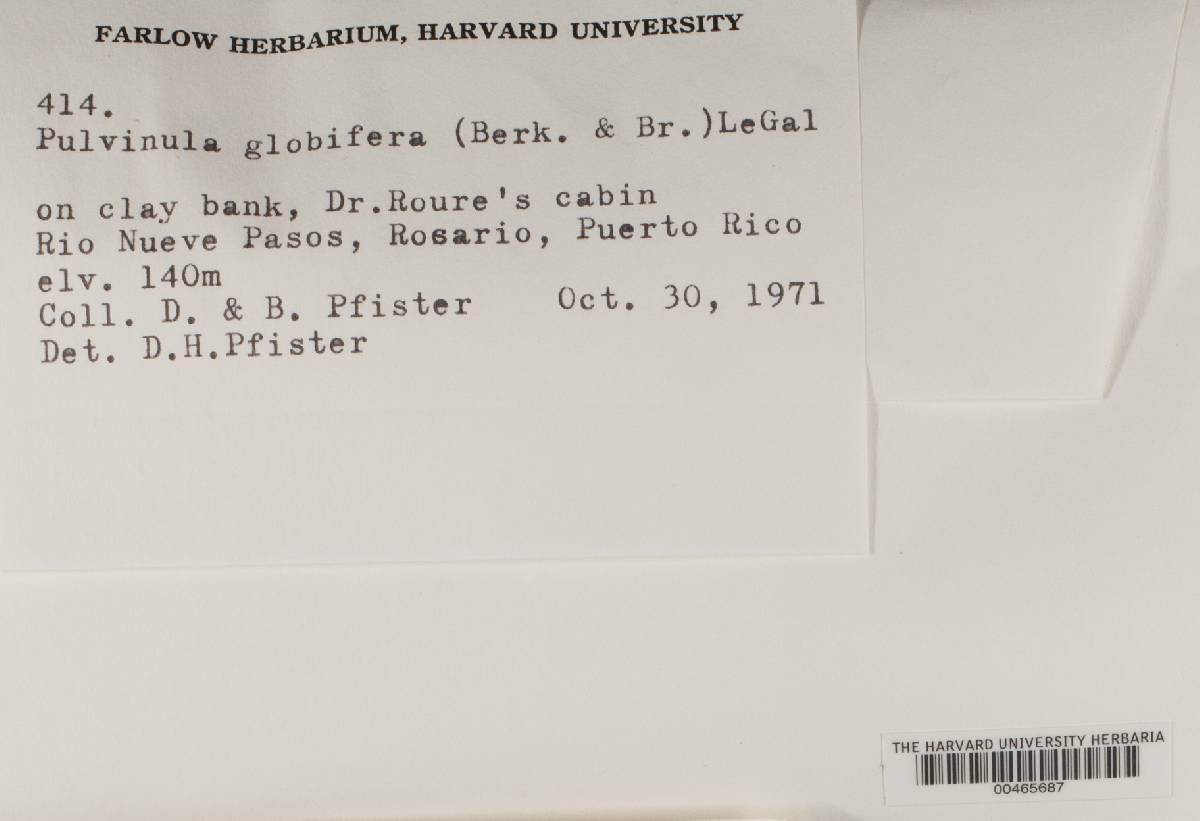 FARLOW HERBARIUM, HARVARD UNIVERSITY
414.
Pulvinula globifera (Berk. & Br.)LeGal
on clay bank, Dr.Roure's cabin
Rio Nueve Pasos, Rosario, Puerto Rico
elv. 140m
Coll. D. & B. Pfister Oct. 30, 1971
Det. D.H.Pfister
THE HARVARD UNIVERSITY HERBARIA
00465687